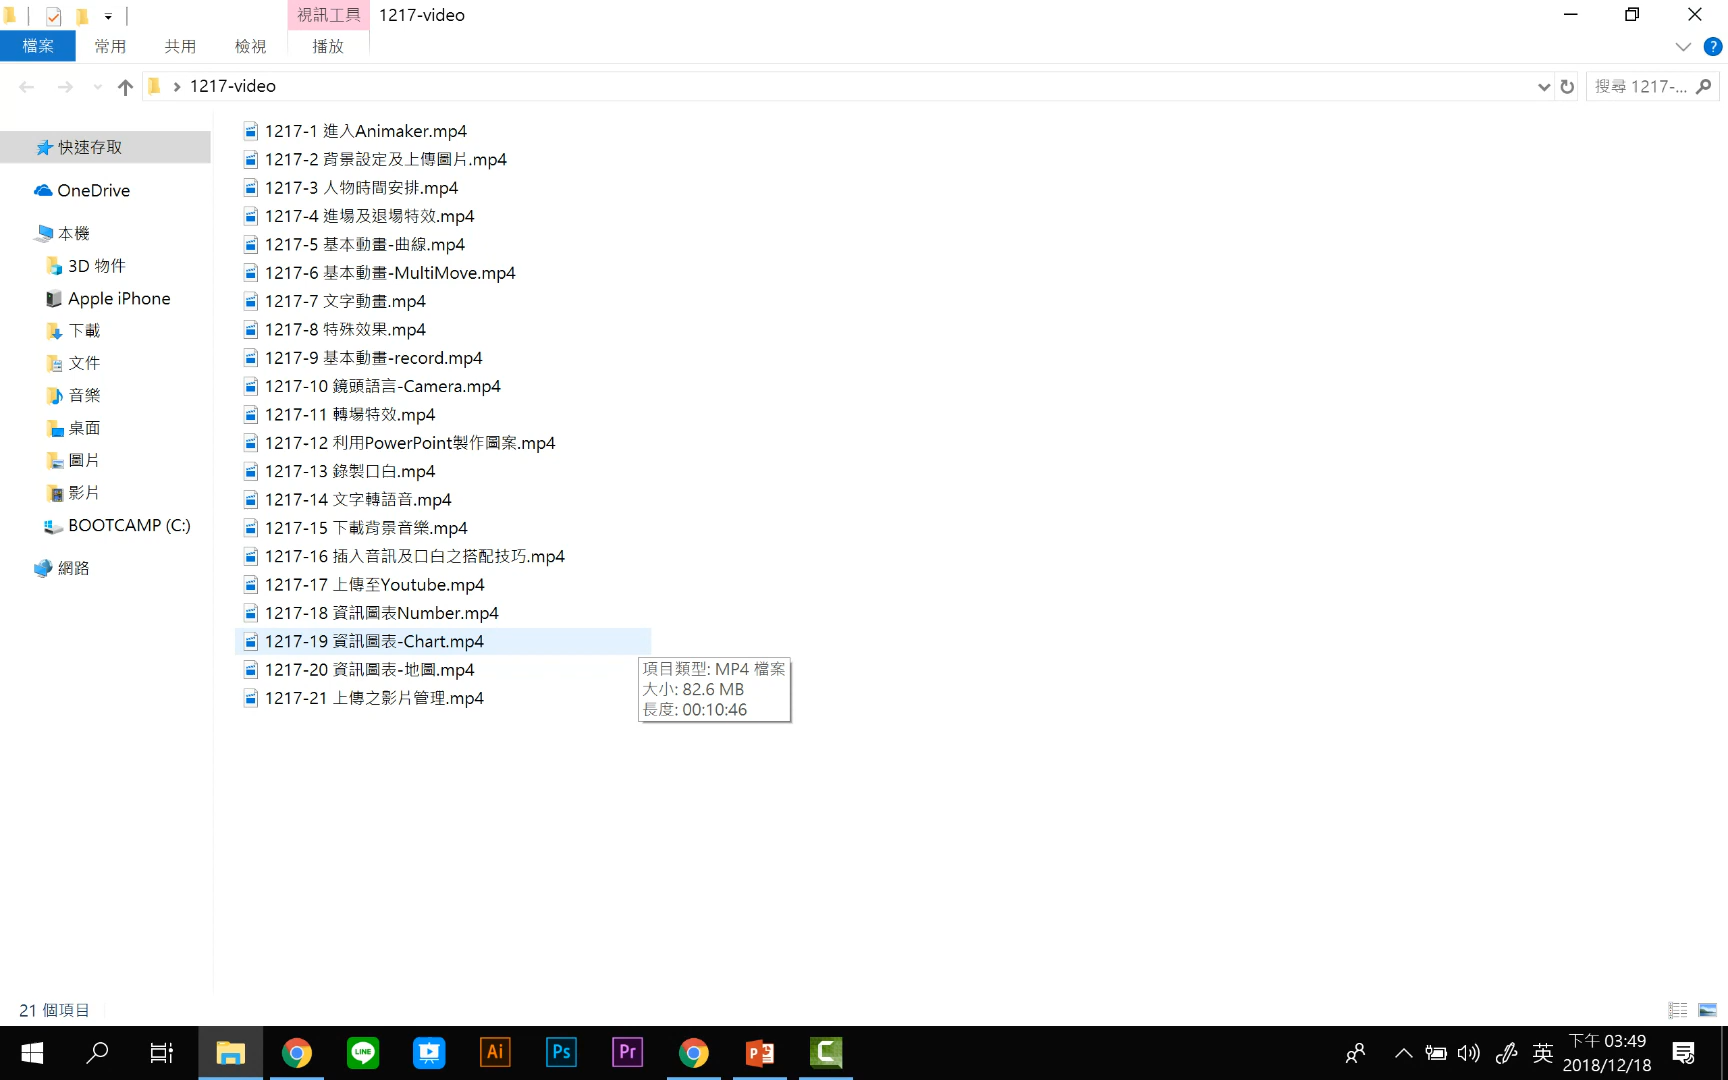 視訊工具 1217-video
檔案 常用 共用 檢視 播放
1217-video
搜尋 1217-...
快速存取
OneDrive
本機
3D 物件
Apple iPhone
下載
文件
音樂
桌面
圖片
影片
BOOTCAMP (C:)
網路
1217-1 進入Animaker.mp4
1217-2 背景設定及上傳圖片.mp4
1217-3 人物時間安排.mp4
1217-4 進場及退場特效.mp4
1217-5 基本動畫-曲線.mp4
1217-6 基本動畫-MultiMove.mp4
1217-7 文字動畫.mp4
1217-8 特殊效果.mp4
1217-9 基本動畫-record.mp4
1217-10 鏡頭語言-Camera.mp4
1217-11 轉場特效.mp4
1217-12 利用PowerPoint製作圖案.mp4
1217-13 錄製口白.mp4
1217-14 文字轉語音.mp4
1217-15 下載背景音樂.mp4
1217-16 插入音訊及口白之搭配技巧.mp4
1217-17 上傳至Youtube.mp4
1217-18 資訊圖表Number.mp4
1217-19 資訊圖表-Chart.mp4
1217-20 資訊圖表-地圖.mp4
1217-21 上傳之影片管理.mp4
項目類型: MP4 檔案
大小: 82.6 MB
長度: 00:10:46
21 個項目
LINE Ai Ps Pr P C
英
下午 03:49
2018/12/18